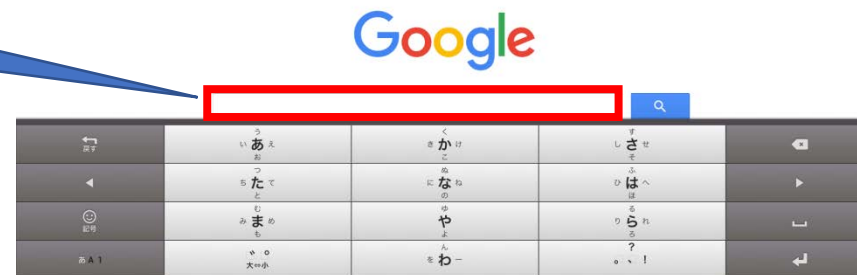 Google
戻す
う
い あ え
お
く
き か け
こ
す
し さ せ
そ
つ
ち た て
と
ぬ
に な ね
の
ふ
ひ は へ
ほ
記号
む
み ま め
も
ゆ
や
よ
る
り ら れ
ろ
あA1
゛゜
大⇔小
ん
を わ ー
?
。、!